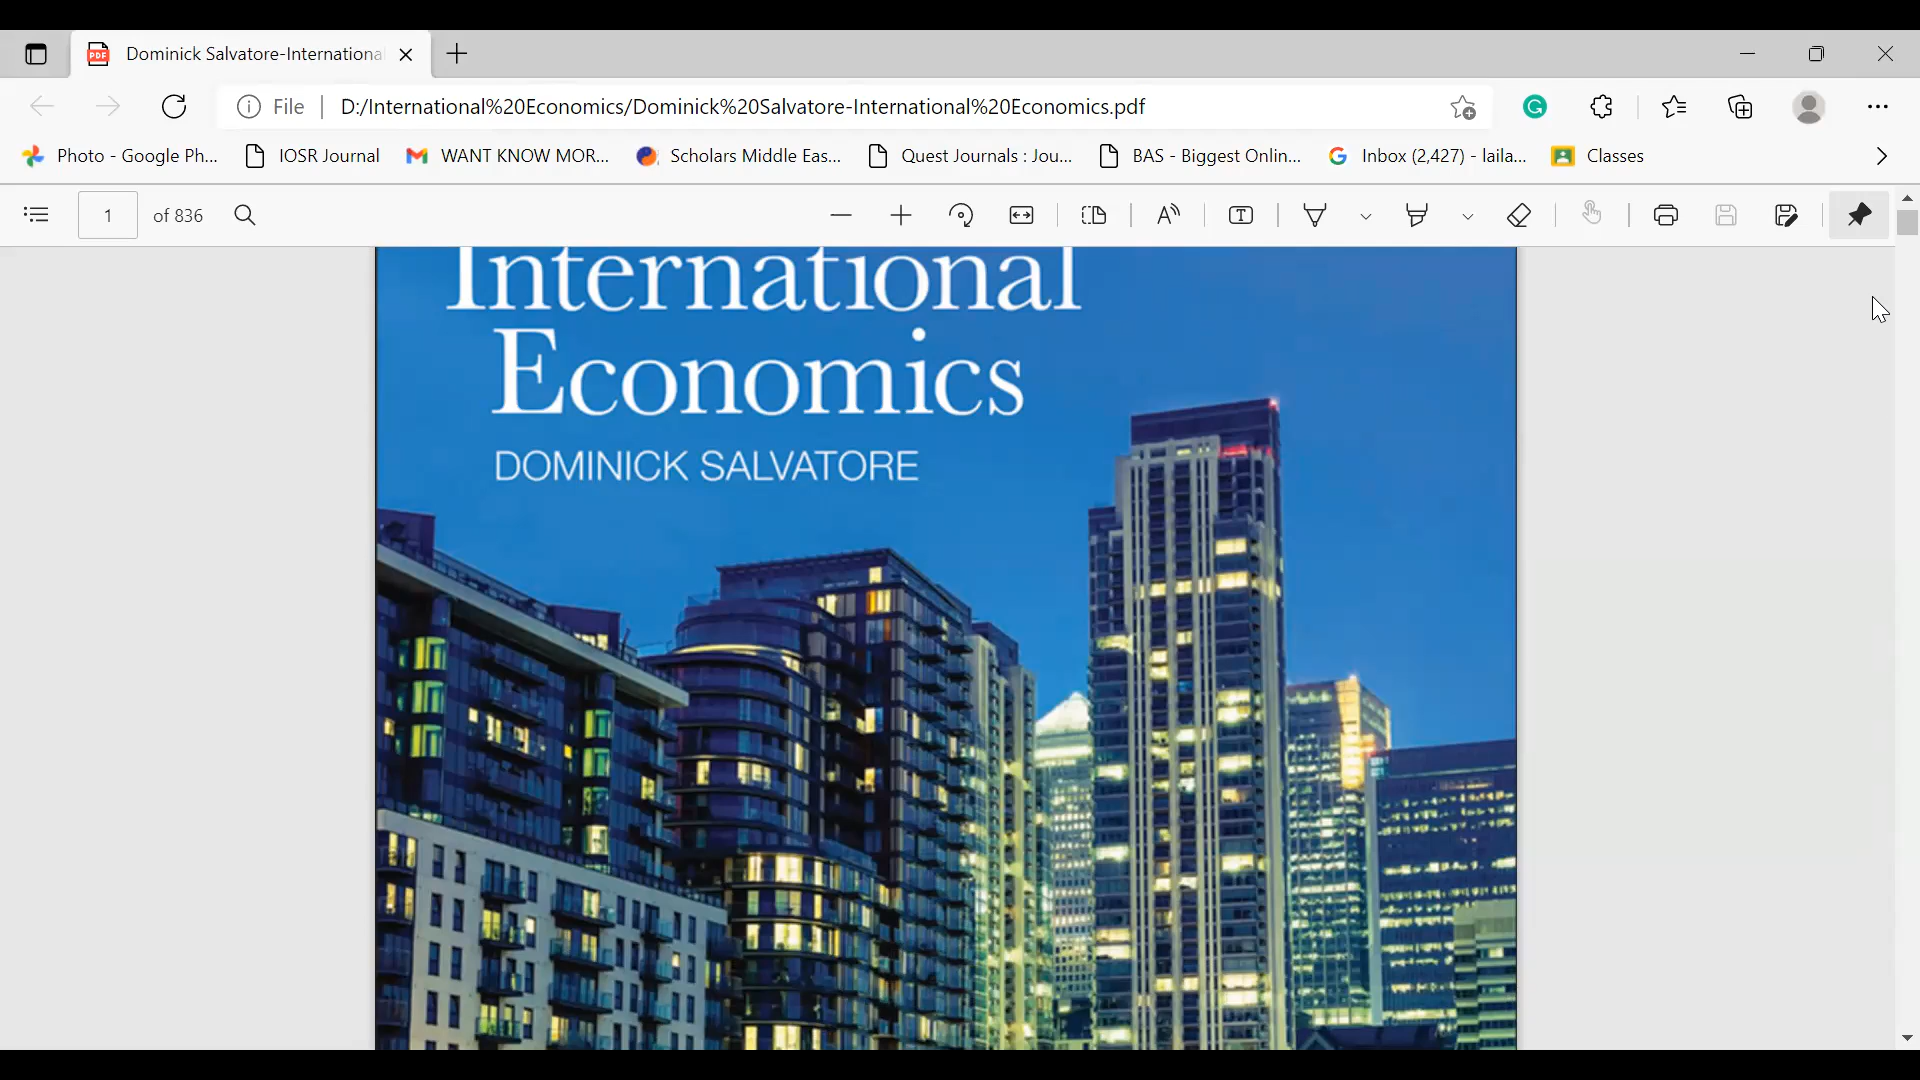 Dominick Salvatore-International
File D:/International%20Economics/Dominick%20Salvatore-International%20Economics.pdf
Photo - Google Ph... IOSR Journal WANT KNOW MOR... Scholars Middle Eas... Quest Journals : Jou... BAS - Biggest Onlin... Inbox (2,427) - laila... Classes
1 of 836
International
Economics
DOMINICK SALVATORE